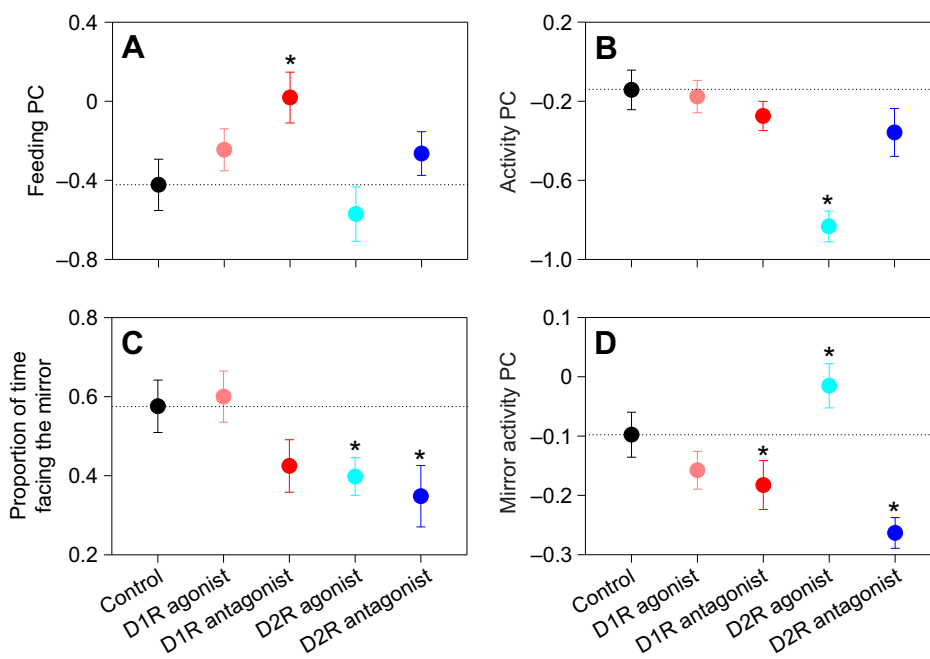 A
Feeding PC
0.4
0
–0.4
–0.8
*
B
Activity PC
0.2
–0.2
–0.6
–1.0
*
C
Proportion of time
facing the mirror
0.8
0.6
0.4
0.2
*
*
Control
D1R agonist
D1R antagonist
D2R agonist
D2R antagonist
D
Mirror activity PC
0.1
0
–0.1
–0.2
–0.3
*
*
*
Control
D1R agonist
D1R antagonist
D2R agonist
D2R antagonist